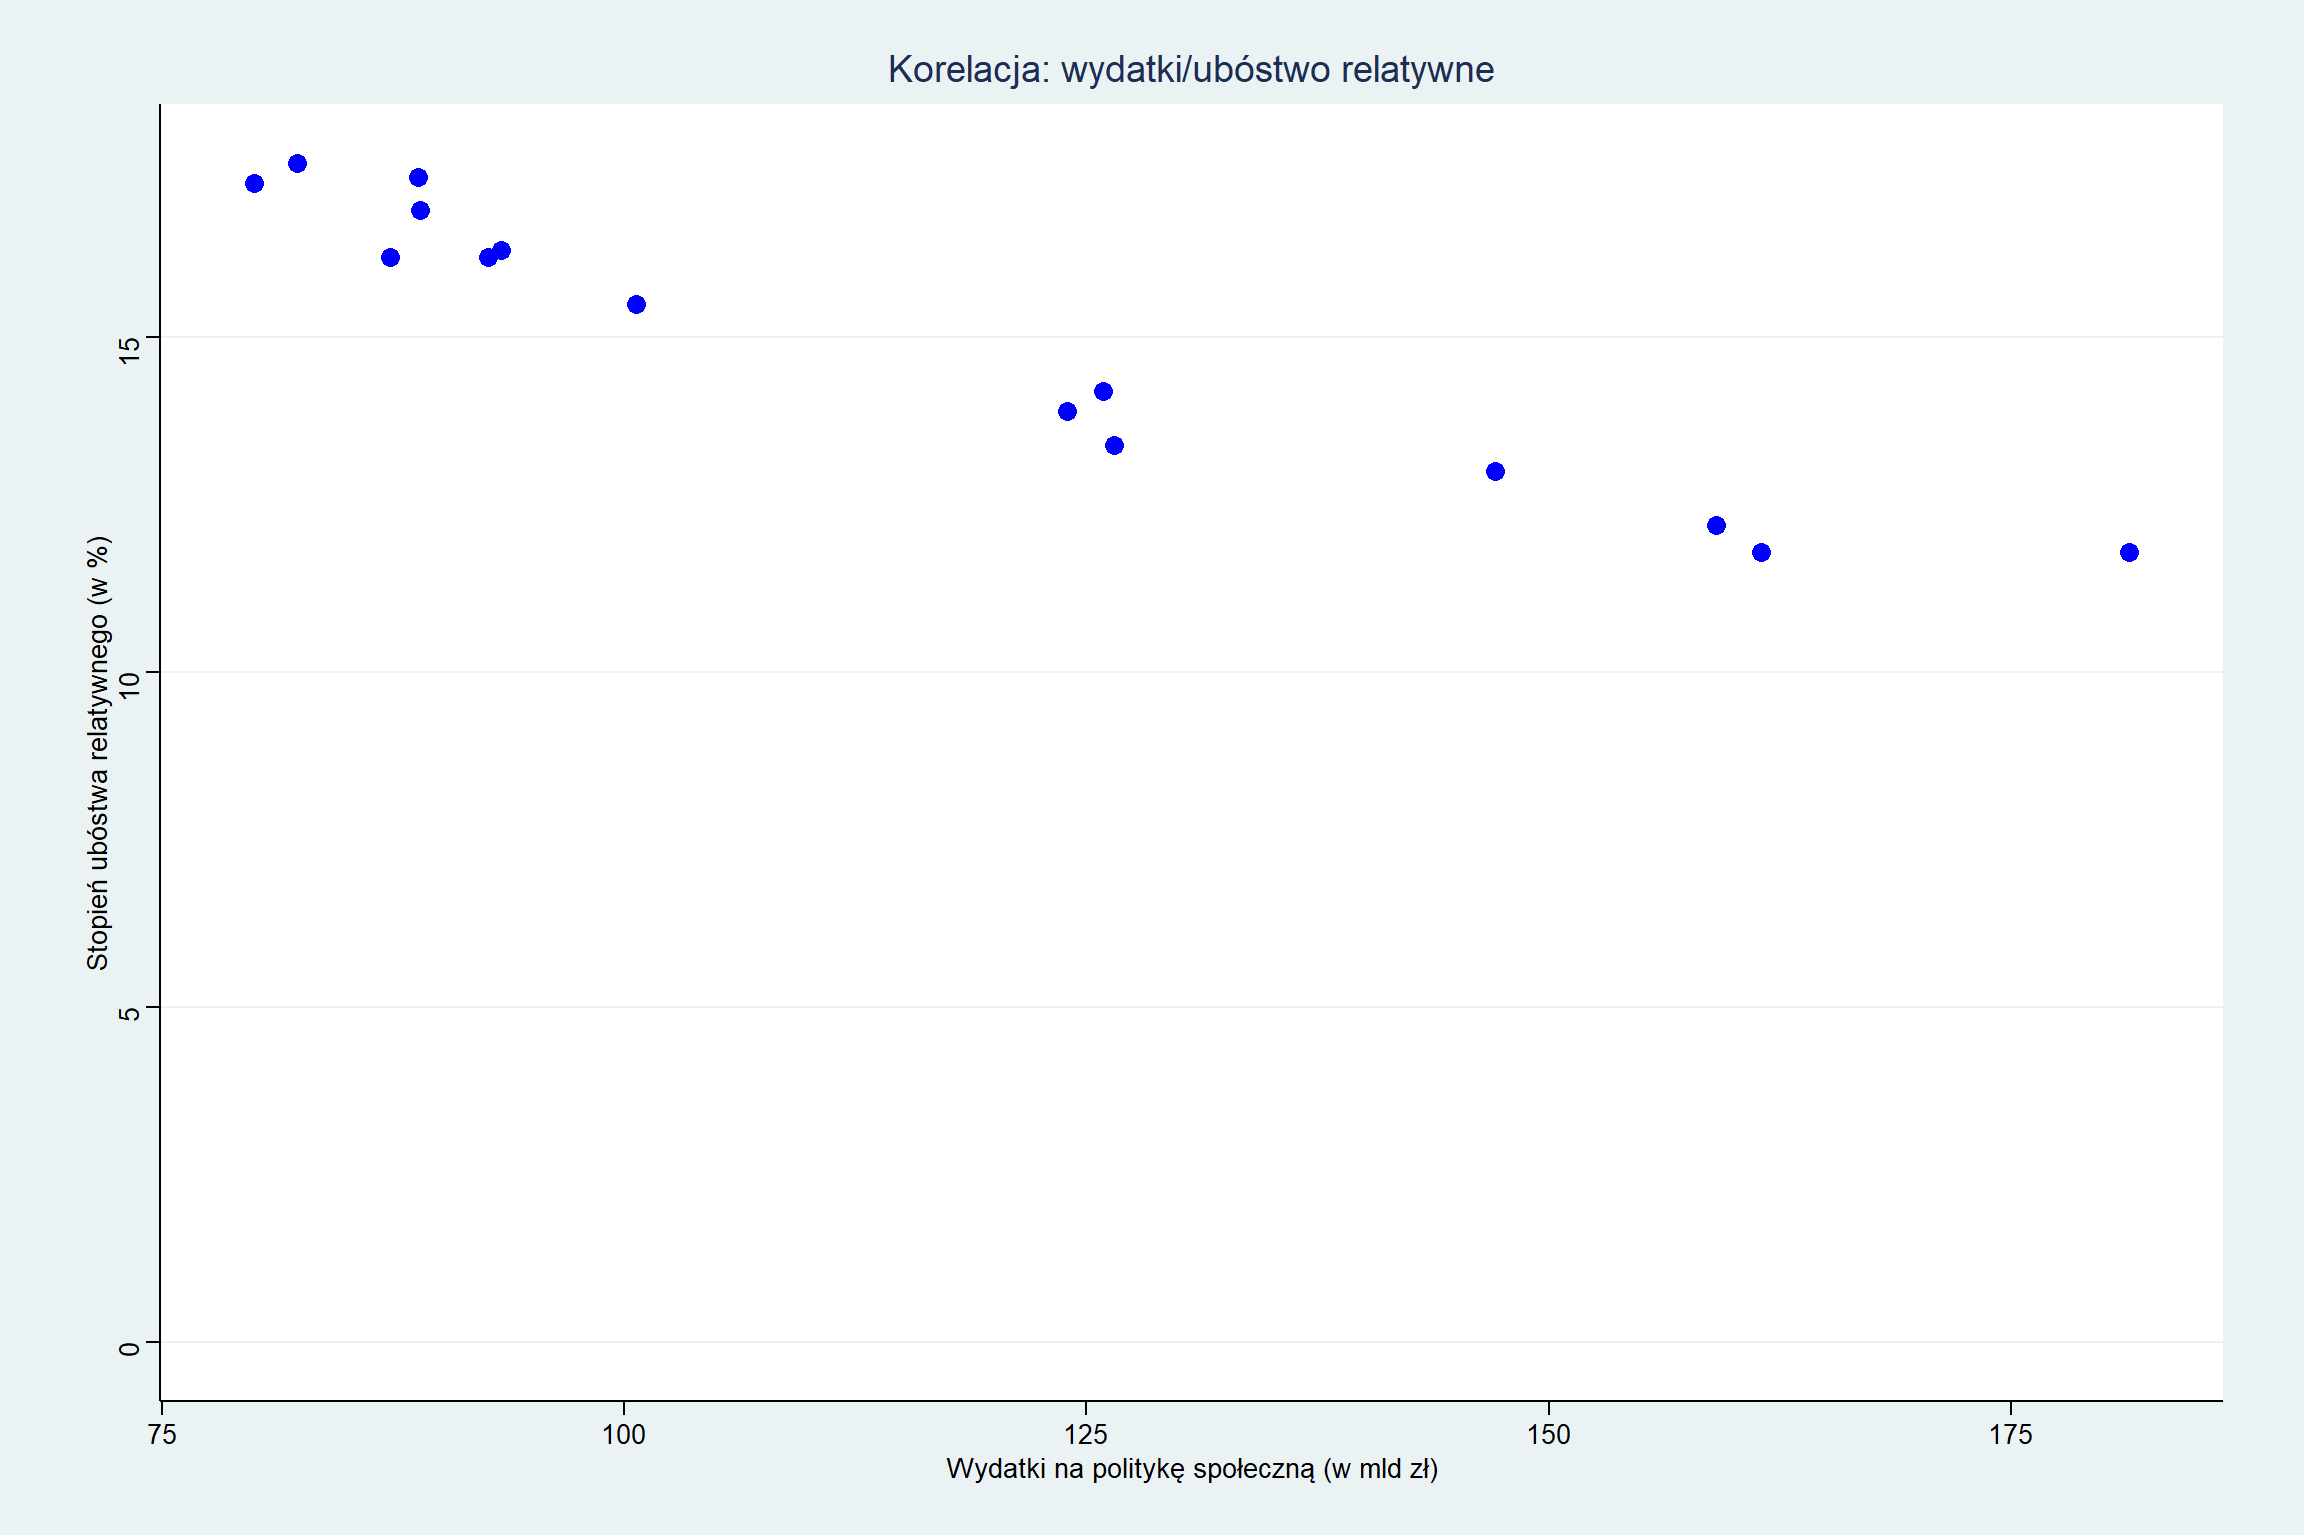 Korelacja: wydatki/ubóstwo relatywne
Stopień ubóstwa relatywnego (w %)
15
10
5
0
75 100 125 150 175
Wydatki na politykę społeczną (w mld zł)